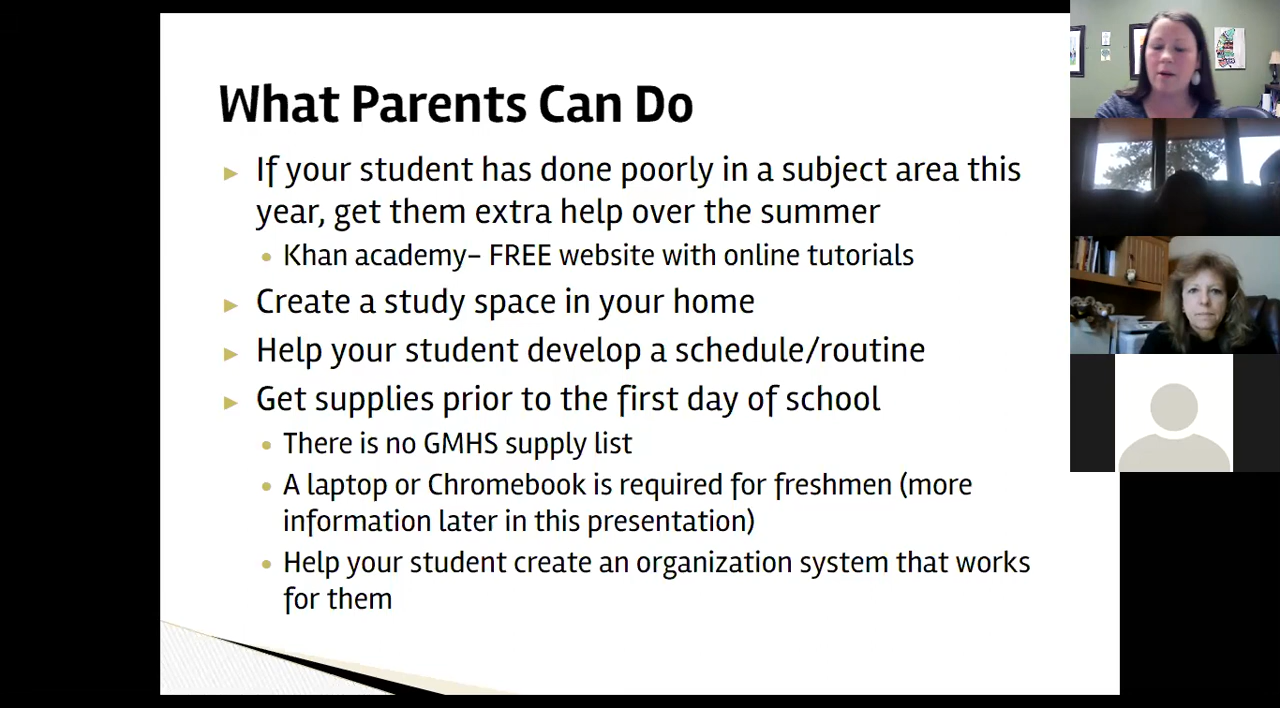 What Parents Can Do
If your student has done poorly in a subject area this
year, get them extra help over the summer
Khan academy– FREE website with online tutorials
Create a study space in your home
Help your student develop a schedule/routine
Get supplies prior to the first day of school
There is no GMHS supply list
A laptop or Chromebook is required for freshmen (more
information later in this presentation)
Help your student create an organization system that works
for them